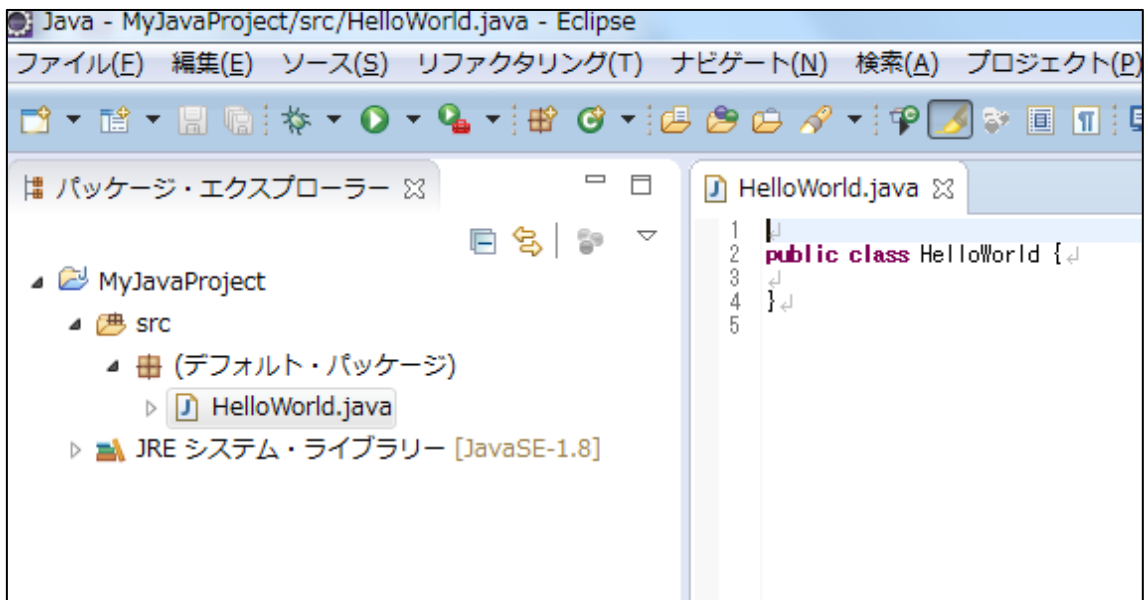 Java - MyJavaProject/src/HelloWorld.java - Eclipse
ファイル(F) 編集(E) ソース(S) リファクタリング(T) ナビゲート(N) 検索(A) プロジェクト(P)
パッケージ・エクスプローラー
MyJavaProject
src
(デフォルト・パッケージ)
HelloWorld.java
JRE システム・ライブラリー [JavaSE-1.8]
HelloWorld.java
1
2 public class HelloWorld {
3
4 }
5